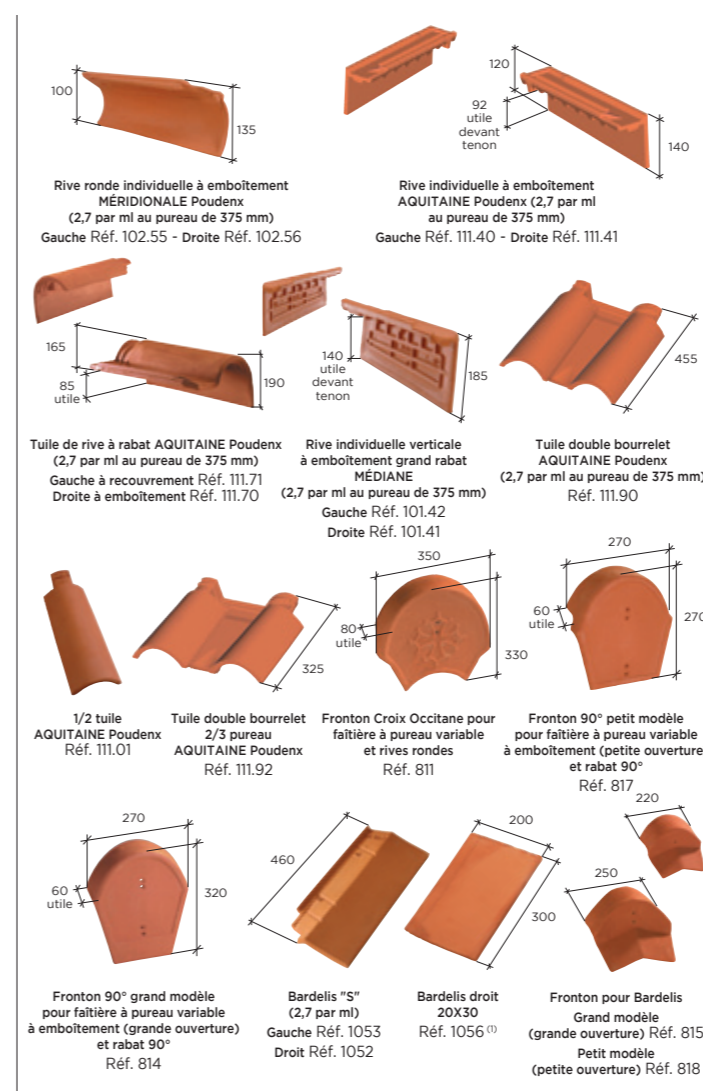 100
135
Rive ronde individuelle à emboîtement
MÉRIDIONALE Poudenx
(2,7 par ml au pureau de 375 mm)
Gauche Réf. 102.55 - Droite Réf. 102.56
120
92
utile
devant
tenon
140
Rive individuelle à emboîtement
AQUITAINE Poudenx (2,7 par ml
au pureau de 375 mm)
Gauche Réf. 111.40 - Droite Réf. 111.41
165
85
utile
190
Tuile de rive à rabat AQUITAINE Poudenx
(2,7 par ml au pureau de 375 mm)
Gauche à recouvrement Réf. 111.71
Droite à emboîtement Réf. 111.70
140
utile
devant
tenon
185
Rive individuelle verticale
à emboîtement grand rabat
MÉDIANE
(2,7 par ml au pureau de 375 mm)
Gauche Réf. 101.42
Droite Réf. 101.41
455
Tuile double bourrelet
AQUITAINE Poudenx
(2,7 par ml au pureau de 375 mm)
Réf. 111.90
1/2 tuile
AQUITAINE Poudenx
Réf. 111.01
325
Tuile double bourrelet
2/3 pureau
AQUITAINE Poudenx
Réf. 111.92
350
80
utile
330
Fronton Croix Occitane pour
faîtière à pureau variable
et rives rondes
Réf. 811
270
60
utile
270
Fronton 90° petit modèle
pour faîtière à pureau variable
à emboîtement (petite ouverture
et rabat 90°
Réf. 817
270
60
utile
320
Fronton 90° grand modèle
pour faîtière à pureau variable
à emboîtement (grande ouverture)
et rabat 90°
Réf. 814
460
Bardelis "S"
(2,7 par ml)
Gauche Réf. 1053
Droit Réf. 1052
200
300
Bardelis droit
20X30
Réf. 1056 (1)
220
250
Fronton pour Bardelis
Grand modèle
(grande ouverture) Réf. 815
Petit modèle
(petite ouverture) Réf. 818